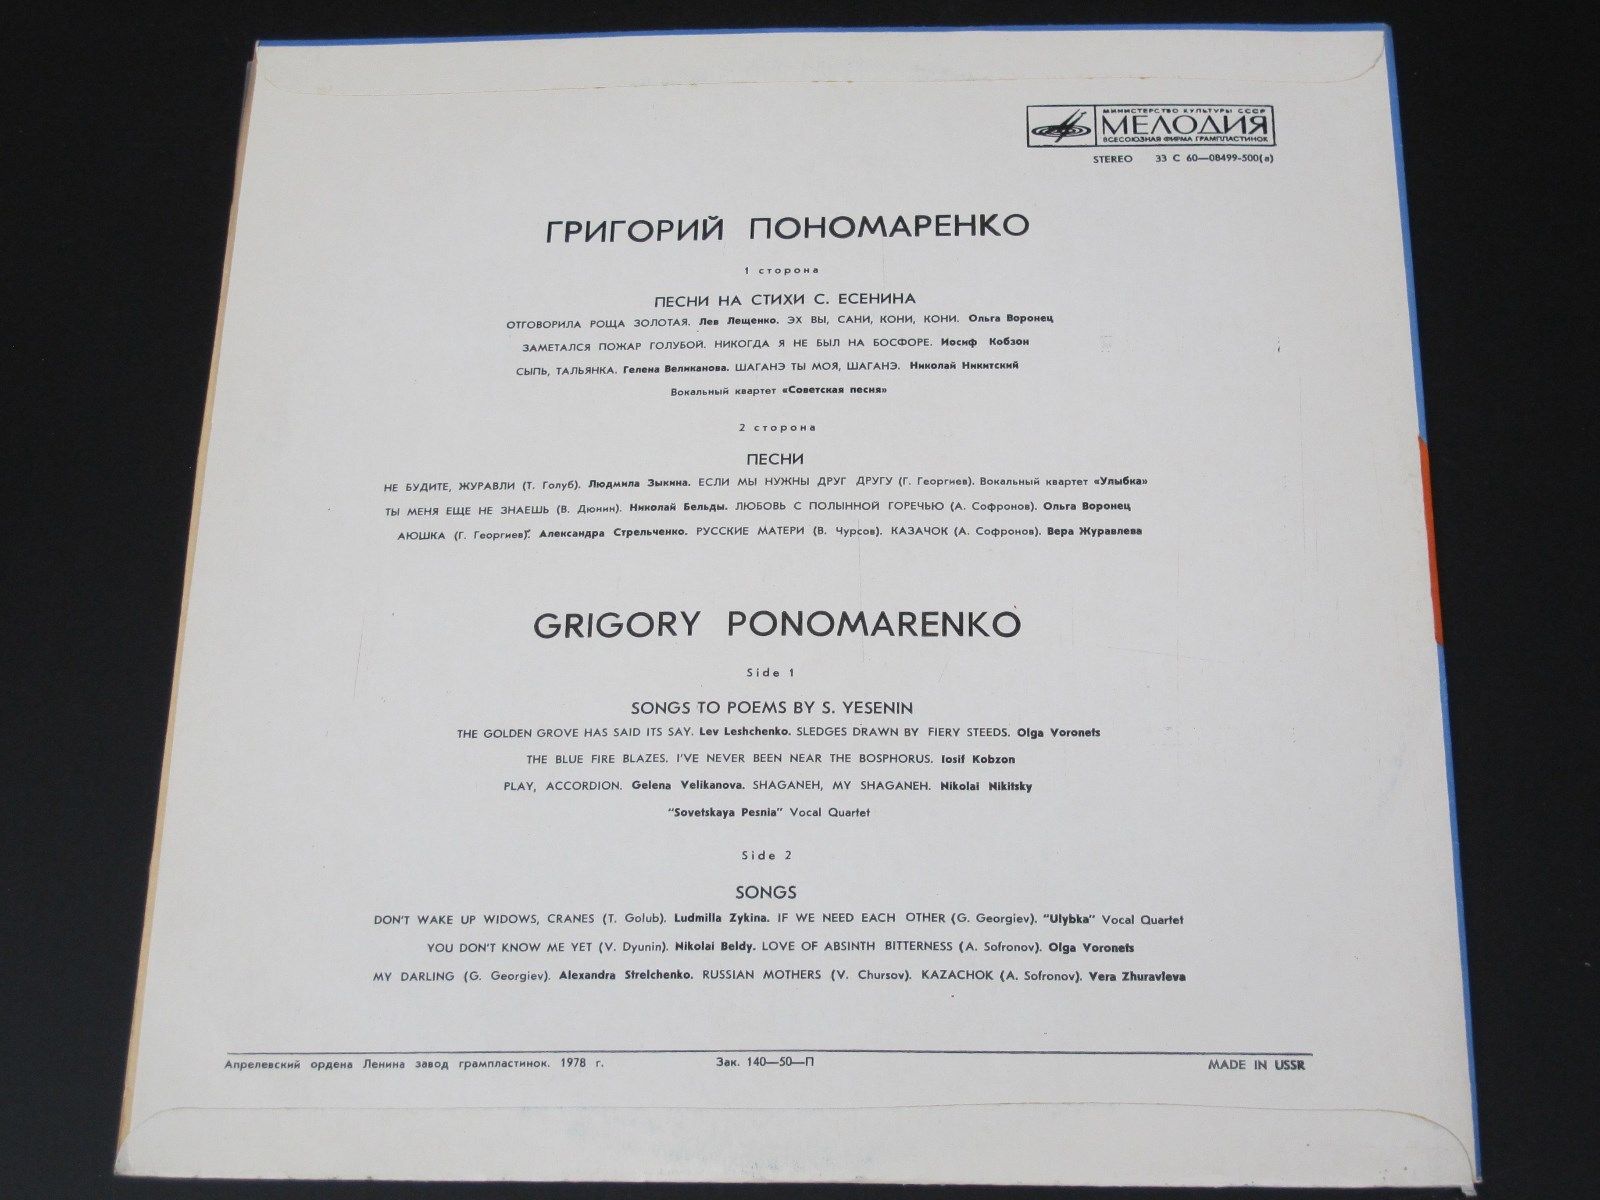 МИНИСТЕРСТВО КУЛЬТУРЫ СССР
МЕЛОДИЯ
ВСЕСОЮЗНАЯ ФИРМА ГРАМПЛАСТИНОК
STEREO 33 С 60—08499-500(а)
ГРИГОРИЙ ПОНОМАРЕНКО
1 сторона
ПЕСНИ НА СТИХИ С. ЕСЕНИНА
ОТГОВОРИЛА РОЩА ЗОЛОТАЯ. Лев Лещенко. ЭХ ВЫ, САНИ, КОНИ, КОНИ. Ольга Воронец
ЗАМЕТАЛСЯ ПОЖАР ГОЛУБОЙ. НИКОГДА Я НЕ БЫЛ НА БОСФОРЕ. Иосиф Кобзон
СЫПЬ, ТАЛЬЯНКА. Гелена Великанова. ШАГАНЭ ТЫ МОЯ, ШАГАНЭ. Николай Никитский
Вокальный квартет «Советская песня»
2 сторона
ПЕСНИ
НЕ БУДИТЕ, ЖУРАВЛИ (Т. Голуб). Людмила Зыкина. ЕСЛИ МЫ НУЖНЫ ДРУГ ДРУГУ (Г. Георгиев). Вокальный квартет «Улыбка»
ТЫ МЕНЯ ЕЩЕ НЕ ЗНАЕШЬ (В. Дюнин). Николай Бельды. ЛЮБОВЬ С ПОЛЫННОЙ ГОРЕЧЬЮ (А. Софронов). Ольга Воронец
АЮШКА (Г. Георгиев). Александра Стрельченко. РУССКИЕ МАТЕРИ (В. Чурсов). КАЗАЧОК (А. Софронов). Вера Журавлева
GRIGORY PONOMARENKO
Side 1
SONGS TO POEMS BY S. YESENIN
THE GOLDEN GROVE HAS SAID ITS SAY. Lev Leshchenko. SLEDGES DRAWN BY FIERY STEEDS. Olga Voronets
THE BLUE FIRE BLAZES. I'VE NEVER BEEN NEAR THE BOSPHORUS. Iosif Kobzon
PLAY, ACCORDION. Gelena Velikanova. SHAGANEH, MY SHAGANEH. Nikolai Nikitsky
"Sovetskaya Pesnia" Vocal Quartet
Side 2
SONGS
DON'T WAKE UP WIDOWS, CRANES (T. Golub). Ludmilla Zykina. IF WE NEED EACH OTHER (G. Georgiev). "Ulybka" Vocal Quartet
YOU DON'T KNOW ME YET (V. Dyunin). Nikolai Beldy. LOVE OF ABSINTH BITTERNESS (A. Sofronov). Olga Voronets
MY DARLING (G. Georgiev). Alexandra Strelchenko. RUSSIAN MOTHERS (V. Chursov). KAZACHOK (A. Sofronov). Vera Zhuravleva
Апрелевский ордена Ленина завод грампластинок. 1978 г. Зак. 140—50—П MADE IN USSR